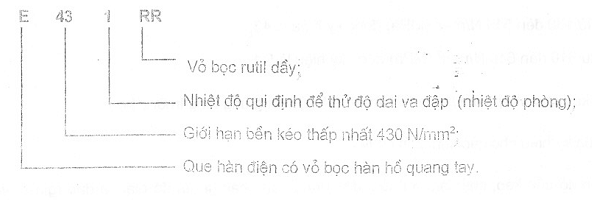 E 43 1 RR
Vỏ bọc rutil dầy;
Nhiệt độ qui định để thử độ dai va đập (nhiệt độ phòng);
Giới hạn bền kéo thấp nhất 430 N/mm²;
Que hàn điện có vỏ bọc hàn hồ quang tay.